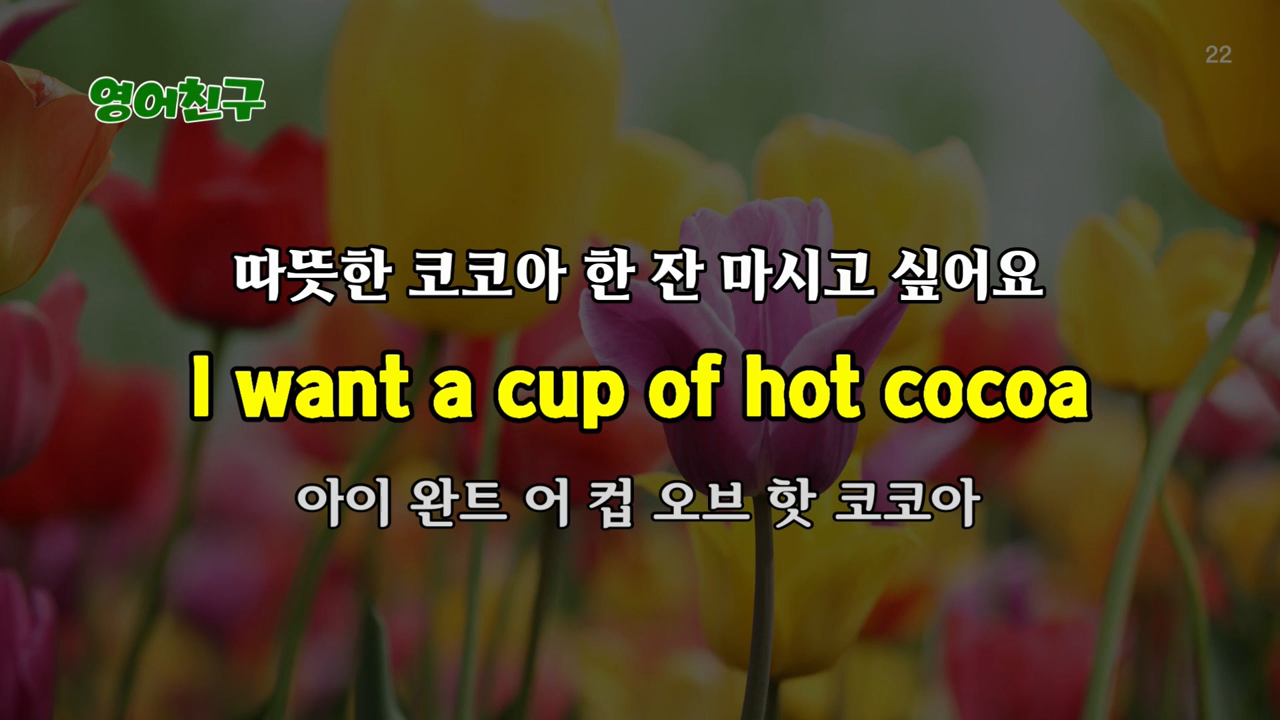 22
영어친구
따뜻한 코코아 한 잔 마시고 싶어요
I want a cup of hot cocoa
아이 완트 어 컵 오브 핫 코코아